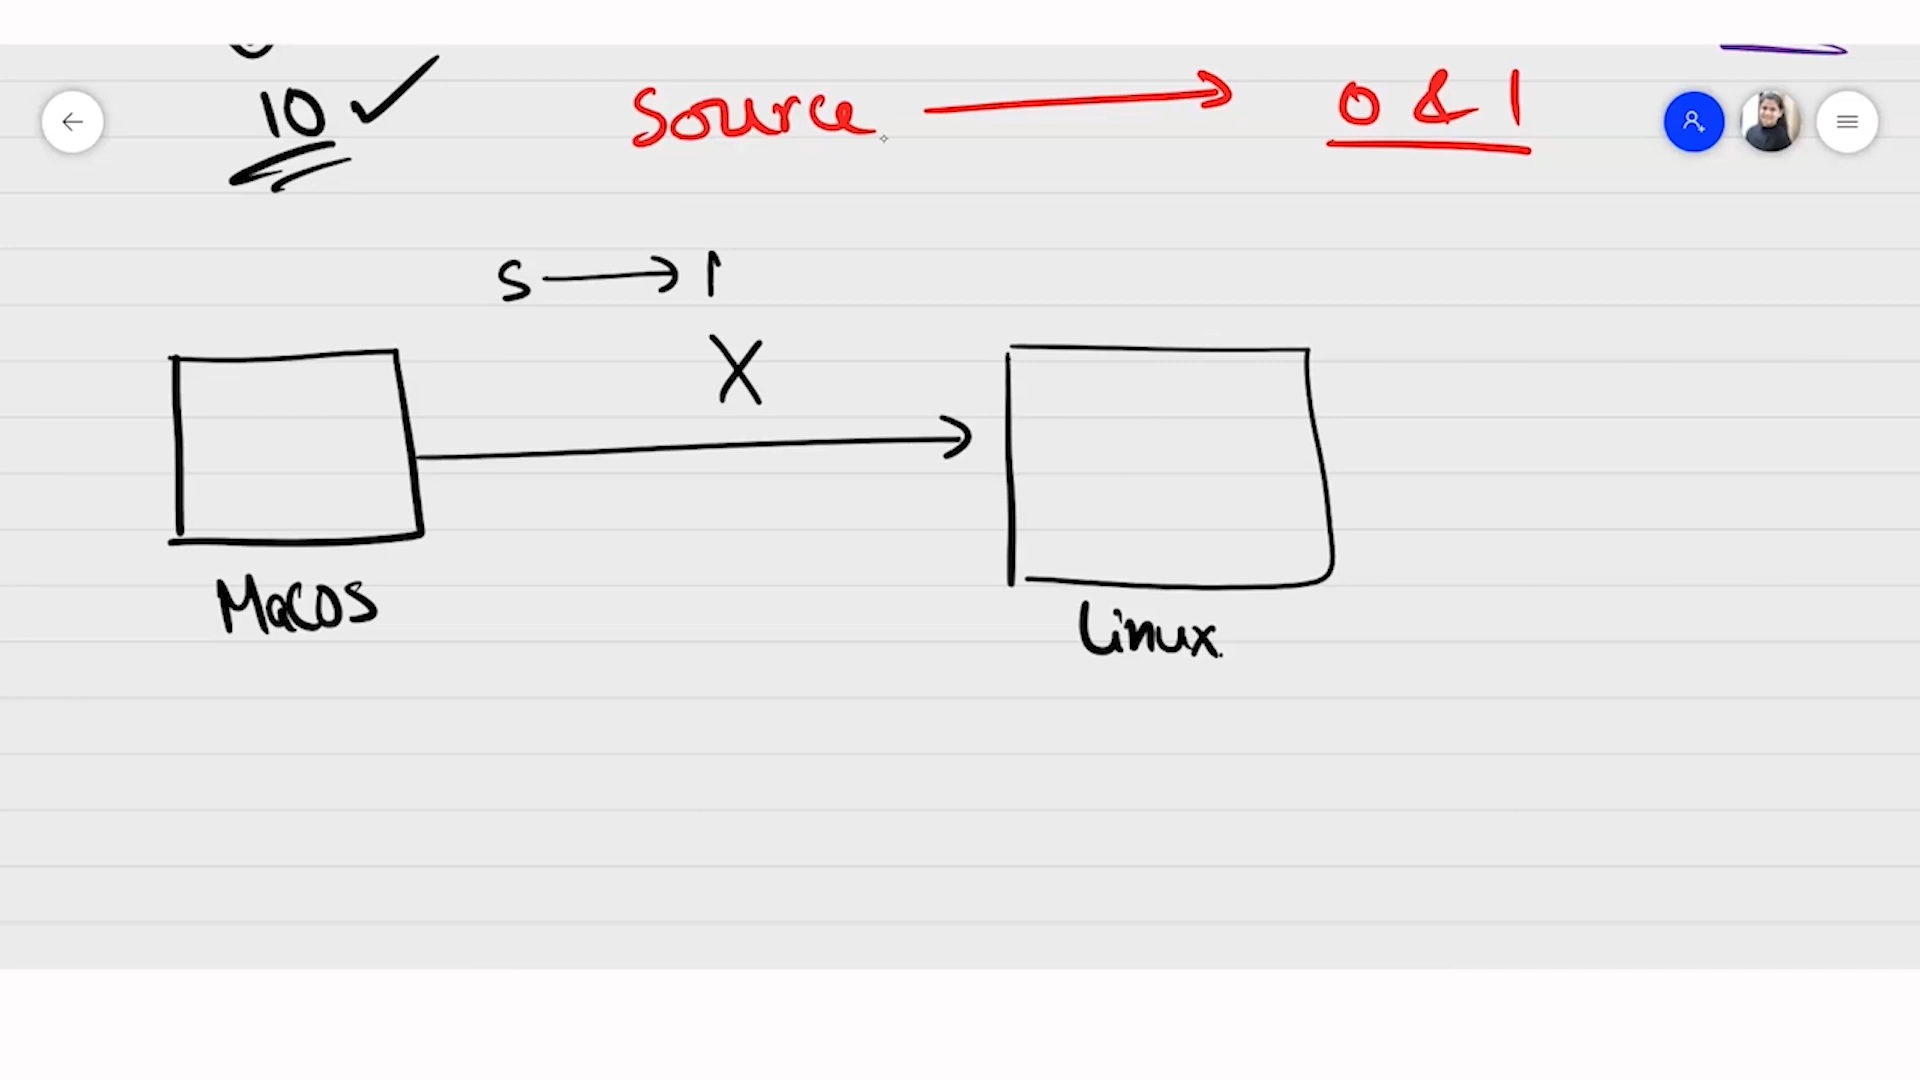 10 ✓ source → 0 & 1
S → 1
X
MacOS
Linux